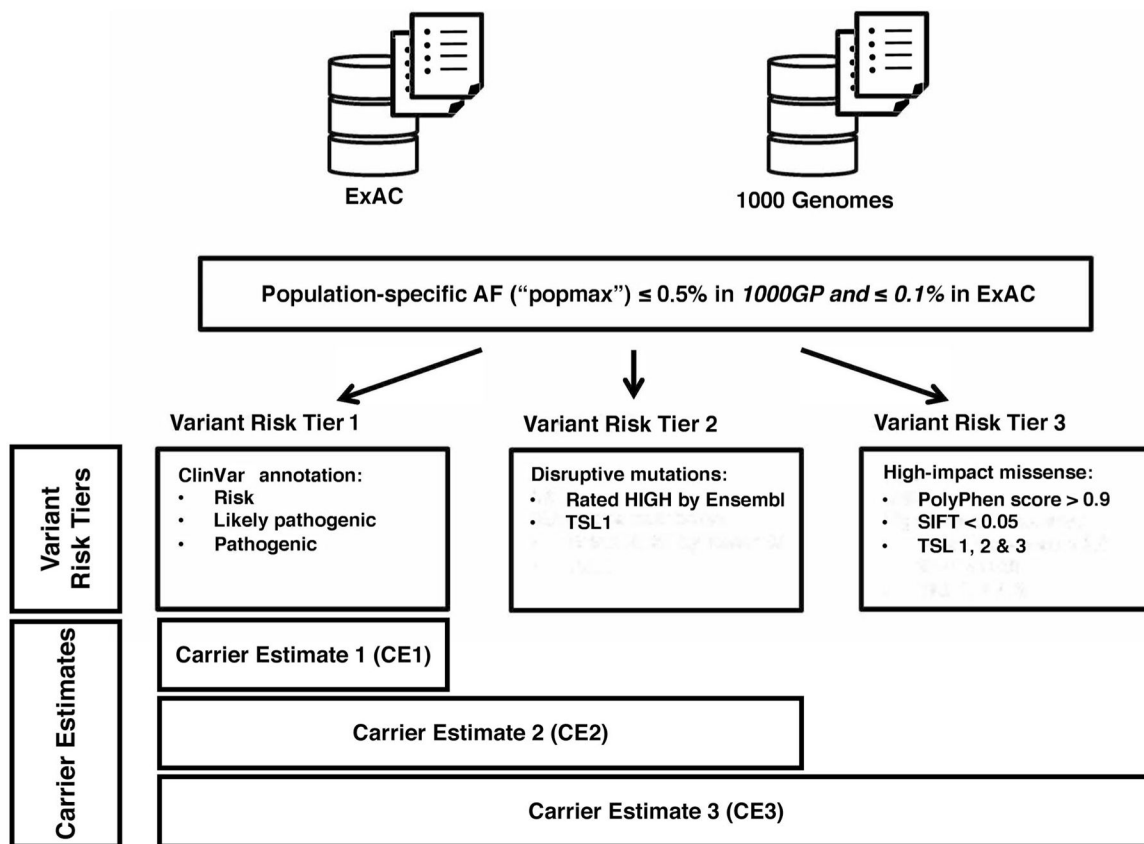 ExAC
1000 Genomes
Population-specific AF (“popmax”) ≤ 0.5% in 1000GP and ≤ 0.1% in ExAC
Variant Risk Tier 1
Variant Risk Tier 2
Variant Risk Tier 3
Variant
Risk Tiers
ClinVar annotation:
• Risk
• Likely pathogenic
• Pathogenic
Disruptive mutations:
• Rated HIGH by Ensembl
• TSL1
High-impact missense:
• PolyPhen score > 0.9
• SIFT < 0.05
• TSL 1, 2 & 3
Carrier Estimates
Carrier Estimate 1 (CE1)
Carrier Estimate 2 (CE2)
Carrier Estimate 3 (CE3)